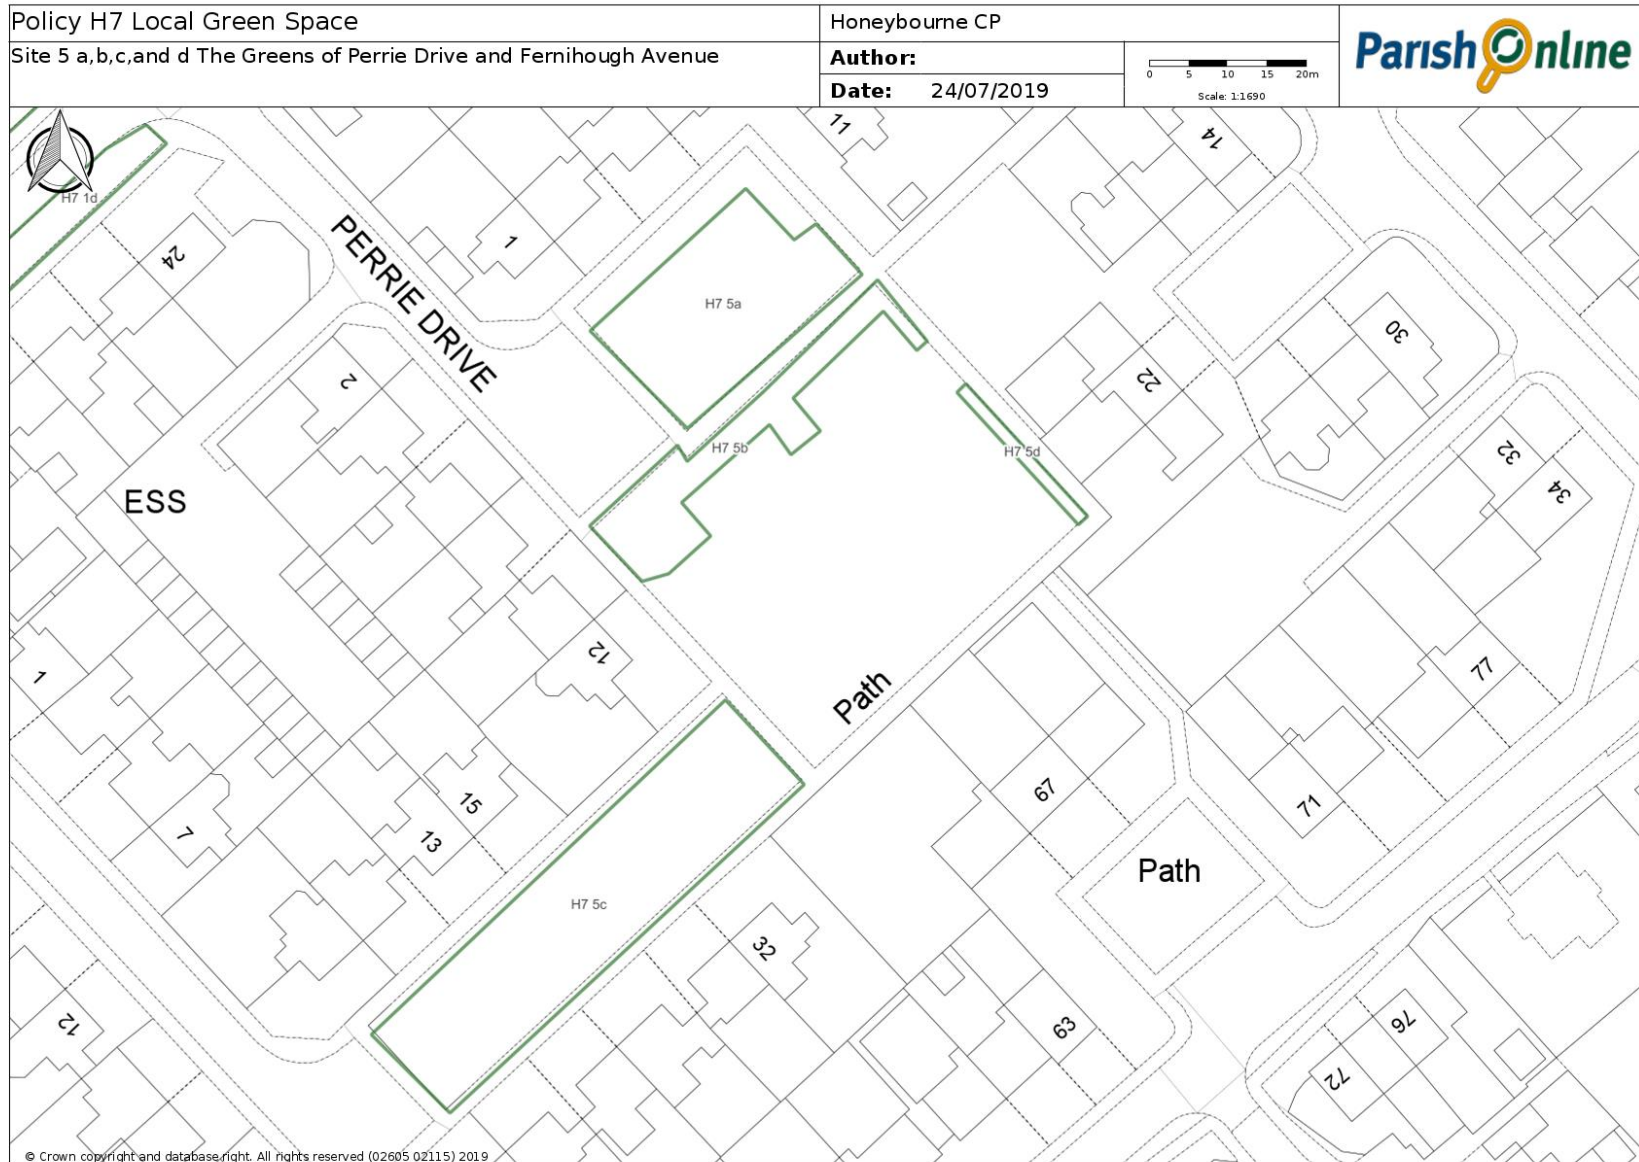 Policy H7 Local Green Space
Site 5 a,b,c,and d The Greens of Perrie Drive and Fernihough Avenue
Honeybourne CP
Author:
Date: 24/07/2019
0 5 10 15 20m
Scale: 1:1690
Parish Online
11
14
H7 1d
24
1
PERRIE DRIVE
H7 5a
30
2
22
H7 5b
H7 5d
32
34
ESS
12
1
77
Path
67
71
15
13
7
Path
H7 5c
32
12
63
76
72
© Crown copyright and database right. All rights reserved (02605 02115) 2019